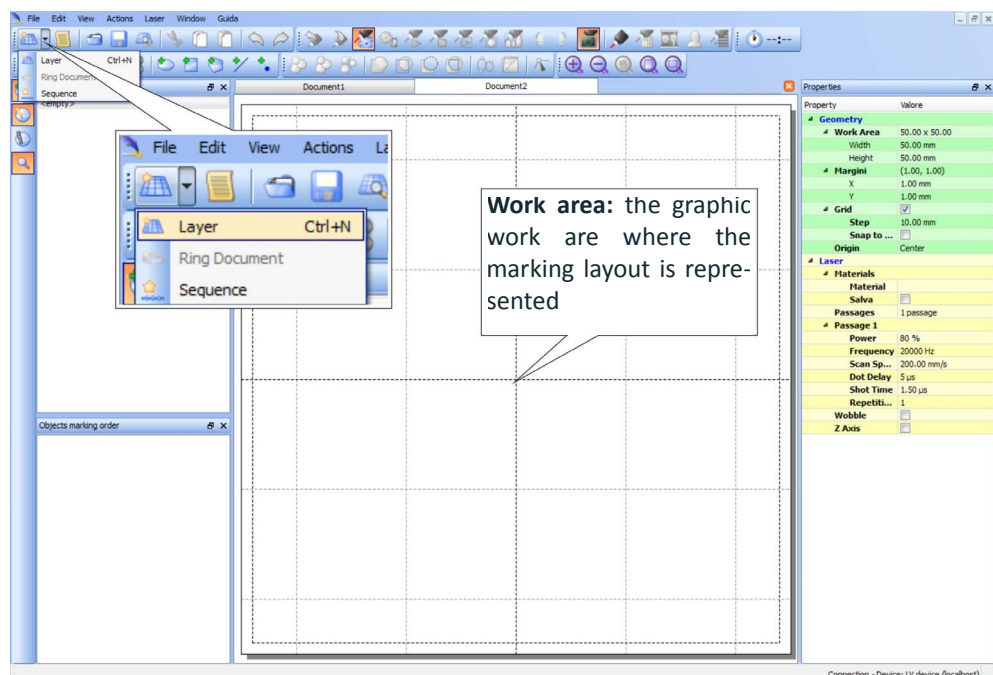 File Edit View Actions Laser Window Guida
--:--
Layer Ctrl+N
Ring Document
Sequence
<empty>
Document1 Document2
File Edit View Actions
Layer Ctrl+N
Ring Document
Sequence
Work area: the graphic
work are where the
marking layout is repre-
sented
Objects marking order
Properties
Property Valore
Geometry
Work Area 50.00 x 50.00
Width 50.00 mm
Height 50.00 mm
Margini (1.00, 1.00)
X 1.00 mm
Y 1.00 mm
Grid
Step 10.00 mm
Snap to ...
Origin Center
Laser
Materials
Material
Salva
Passages 1 passage
Passage 1
Power 80 %
Frequency 20000 Hz
Scan Sp... 200.00 mm/s
Dot Delay 5 µs
Shot Time 1.50 µs
Repetiti... 1
Wobble
Z Axis
Connection - Device: LV device (localhost)